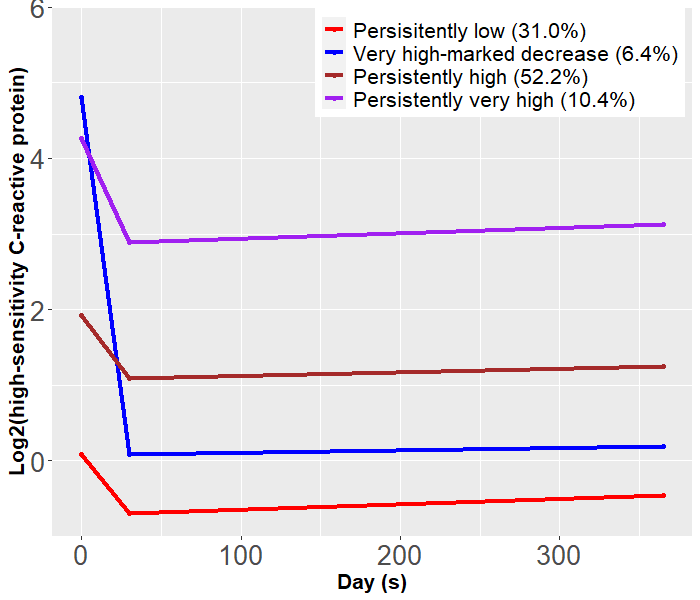 6
4
2
0
Log2(high-sensitivity C-reactive protein)
Persisitently low (31.0%)
Very high-marked decrease (6.4%)
Persistently high (52.2%)
Persistently very high (10.4%)
0 100 200 300
Day (s)